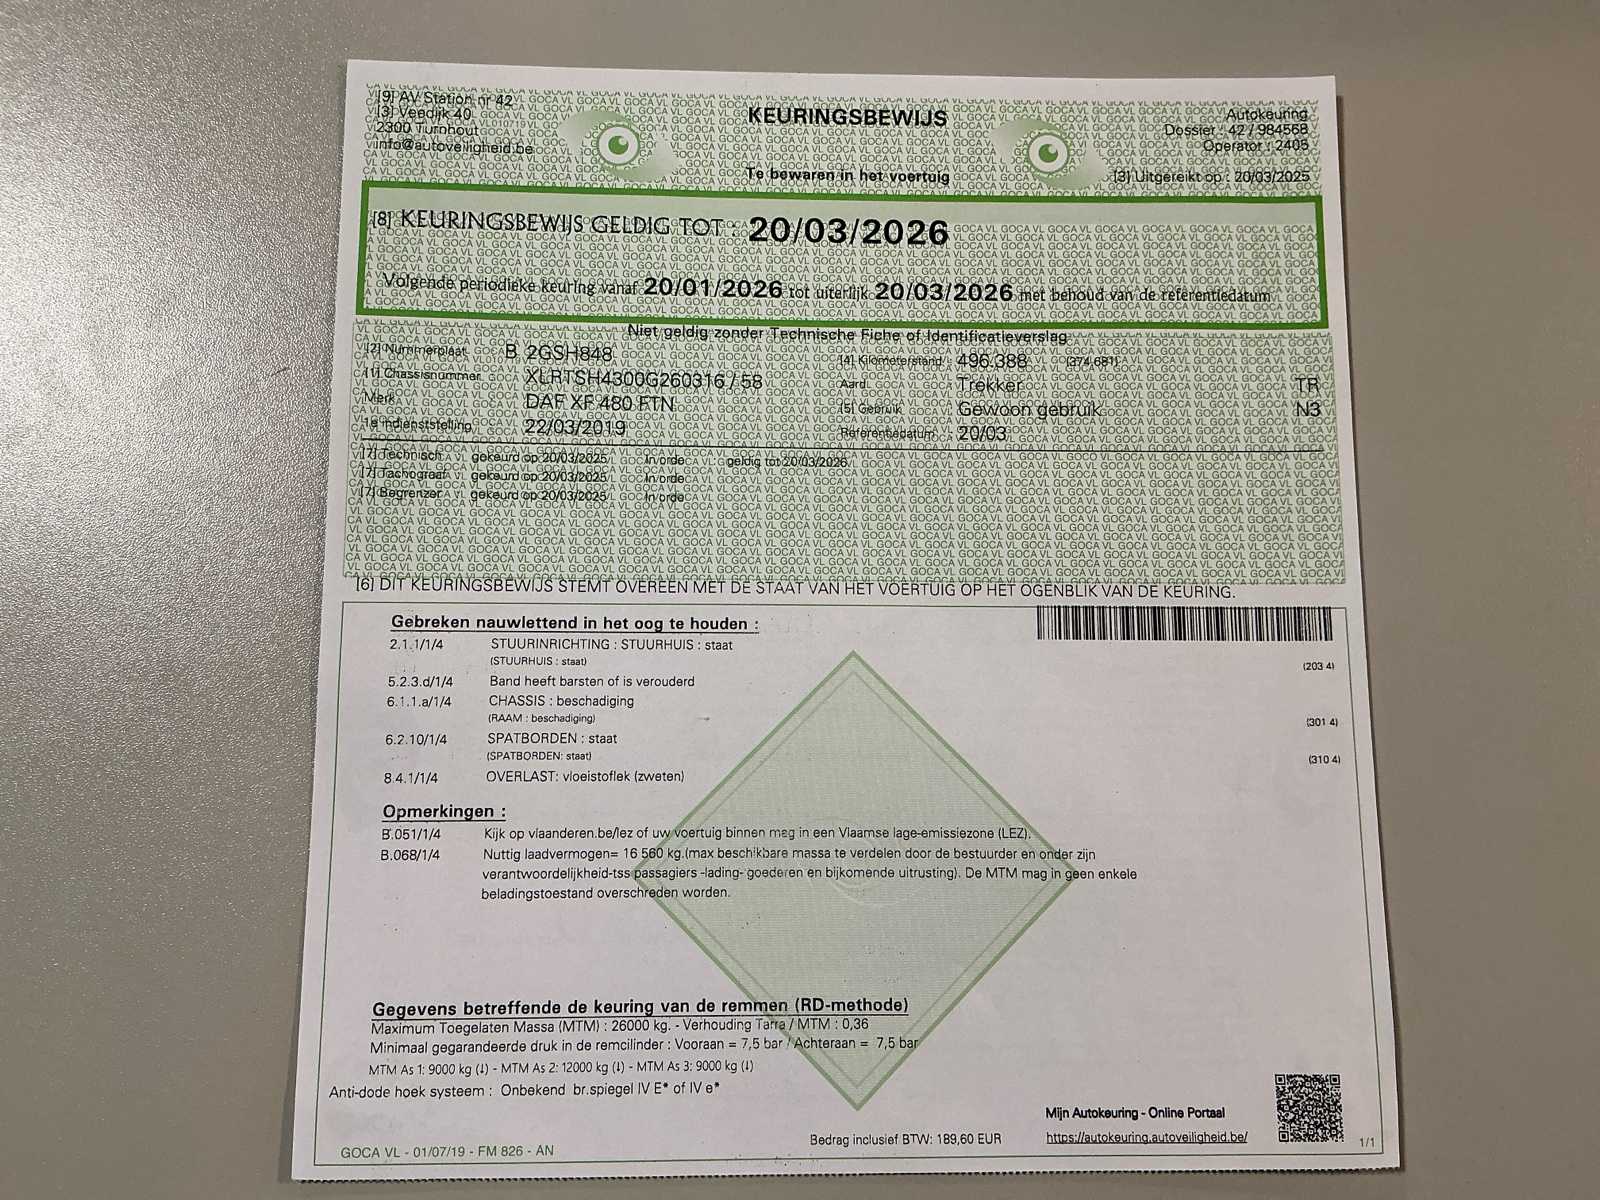 [9] AV Station nr 42
[3] Veedijk 40
2300 Turnhout
info@autoveiligheid.be
KEURINGSBEWIJS
Te bewaren in het voertuig
Autokeuring
Dossier : 42 / 984568
Operator : 2405
[3] Uitgereikt op : 20/03/2025
[8] KEURINGSBEWIJS GELDIG TOT : 20/03/2026
Volgende periodieke keuring vanaf 20/01/2026 tot uiterlijk 20/03/2026 met behoud van de referentiedatum
Niet geldig zonder Technische Fiche of Identificatieverslag
[2] Nummerplaat B 2GSH848 [4] Kilometerstand : 496.388 (374.681)
[1] Chassisnummer XLRTSH4300G260316 / 58 Aard Trekker TR
Merk DAF XF 480 FTN [5] Gebruik Gewoon gebruik N3
1e indienststelling 22/03/2019 Referentiedatum 20/03
[7] Technisch gekeurd op 20/03/2025 In orde geldig tot 20/03/2026
[7] Tachograaf gekeurd op 20/03/2025 In orde
[7] Begrenzer gekeurd op 20/03/2025 In orde
[6] DIT KEURINGSBEWIJS STEMT OVEREEN MET DE STAAT VAN HET VOERTUIG OP HET OGENBLIK VAN DE KEURING.
Gebreken nauwlettend in het oog te houden :
2.1.1/1/4 STUURINRICHTING : STUURHUIS : staat
(STUURHUIS : staat) (203 4)
5.2.3.d/1/4 Band heeft barsten of is verouderd
6.1.1.a/1/4 CHASSIS : beschadiging
(RAAM : beschadiging) (301 4)
6.2.10/1/4 SPATBORDEN : staat
(SPATBORDEN: staat) (310 4)
8.4.1/1/4 OVERLAST: vloeistoflek (zweten)
Opmerkingen :
B.051/1/4 Kijk op vlaanderen.be/lez of uw voertuig binnen mag in een Vlaamse lage-emissiezone (LEZ).
B.068/1/4 Nuttig laadvermogen= 16 560 kg.(max beschikbare massa te verdelen door de bestuurder en onder zijn
verantwoordelijkheid-tss passagiers -lading- goederen en bijkomende uitrusting). De MTM mag in geen enkele
beladingstoestand overschreden worden.
Gegevens betreffende de keuring van de remmen (RD-methode)
Maximum Toegelaten Massa (MTM) : 26000 kg. - Verhouding Tarra / MTM : 0,36
Minimaal gegarandeerde druk in de remcilinder : Vooraan = 7,5 bar / Achteraan = 7,5 bar
MTM As 1: 9000 kg (↓) - MTM As 2: 12000 kg (↓) - MTM As 3: 9000 kg (↓)
Anti-dode hoek systeem : Onbekend br.spiegel IV E* of IV e*
Mijn Autokeuring - Online Portaal
https://autokeuring.autoveiligheid.be/
Bedrag inclusief BTW: 189,60 EUR
GOCA VL - 01/07/19 - FM 826 - AN
1/1